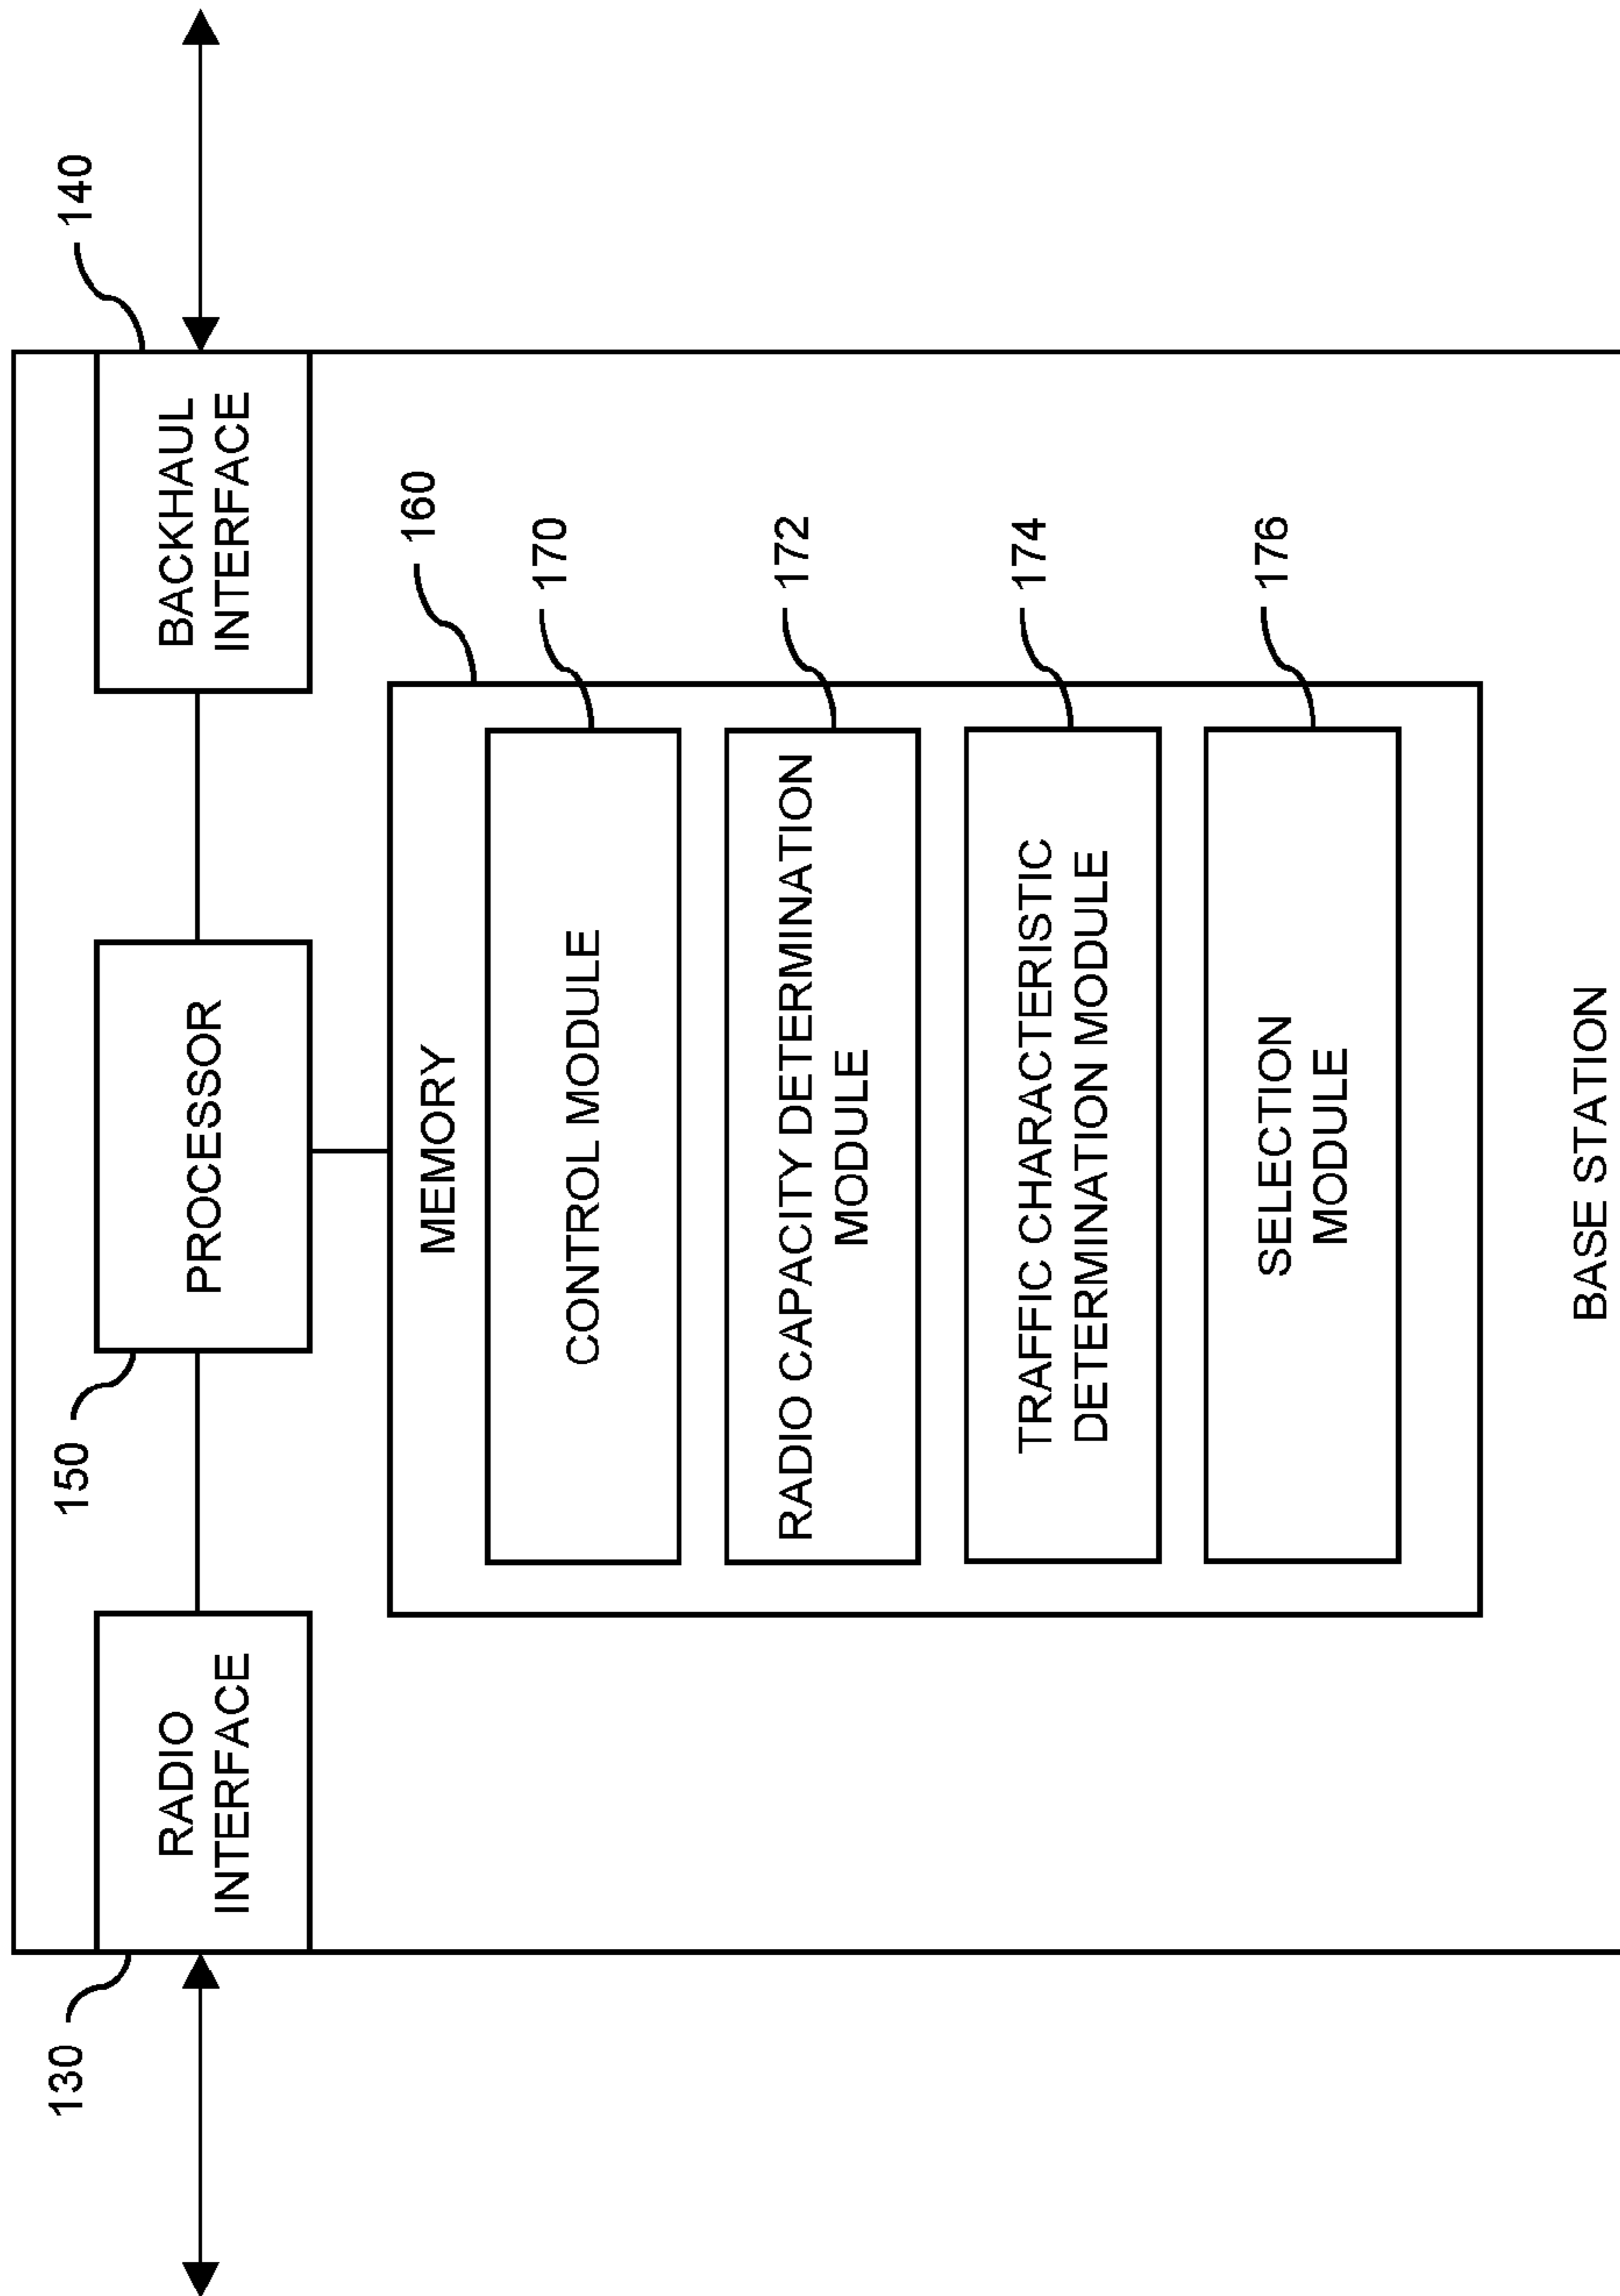 130
RADIO
INTERFACE
150
PROCESSOR
140
BACKHAUL
INTERFACE
160
MEMORY
170
CONTROL MODULE
172
RADIO CAPACITY DETERMINATION
MODULE
174
TRAFFIC CHARACTERISTIC
DETERMINATION MODULE
176
SELECTION
MODULE
BASE STATION